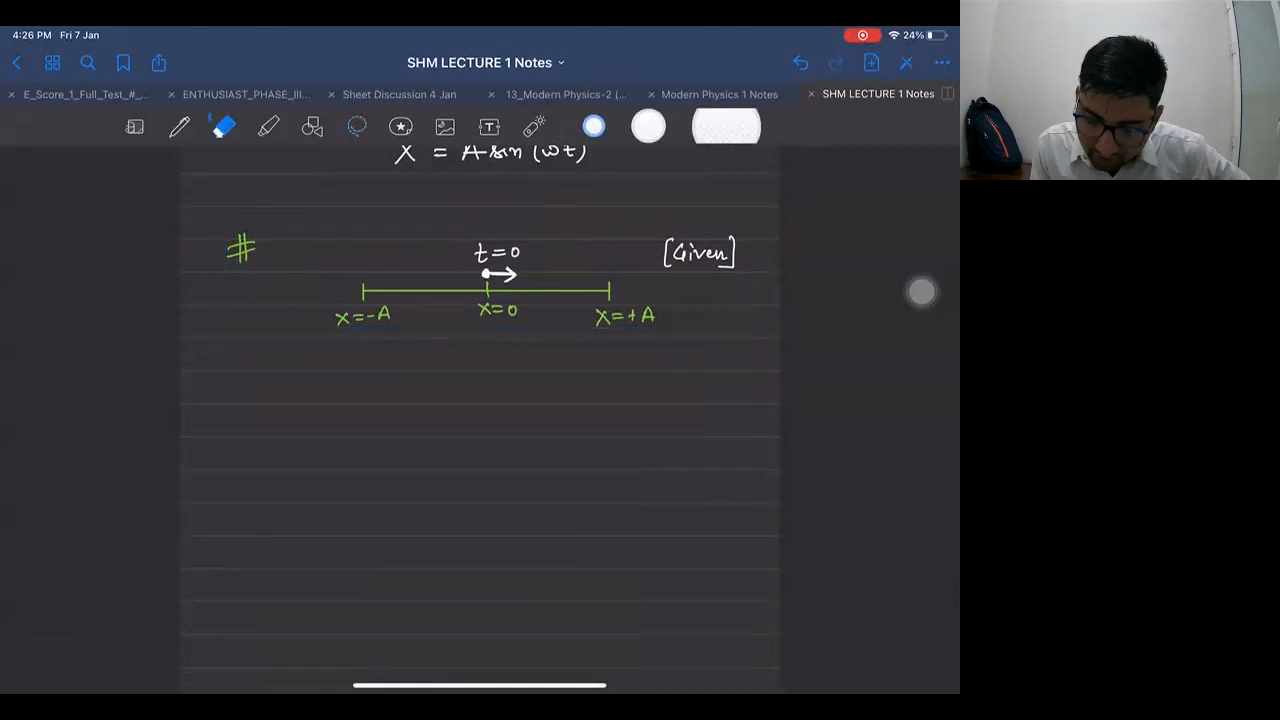 4:26 PM Fri 7 Jan
24%
SHM LECTURE 1 Notes
E_Score_1_Full_Test_#_...
ENTHUSIAST_PHASE_III...
Sheet Discussion 4 Jan
13_Modern Physics-2 (...
Modern Physics 1 Notes
SHM LECTURE 1 Notes
X = A sin (ωt)
#
t=0
[Given]
x=-A
x=0
x=+A